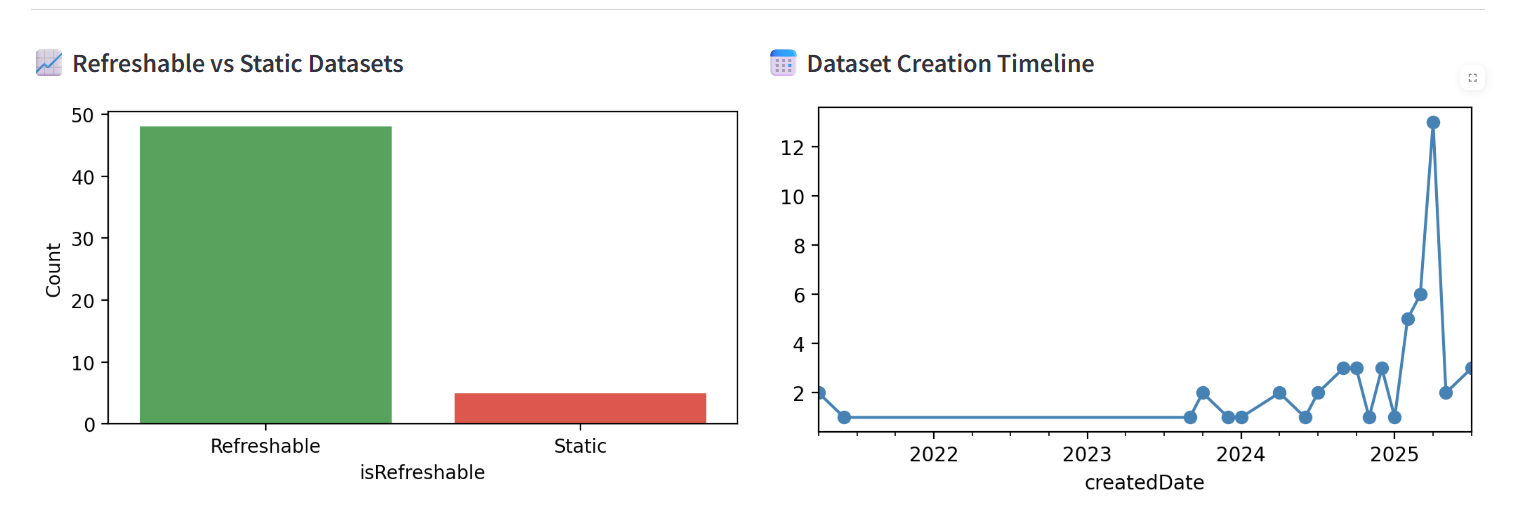 Refreshable vs Static Datasets
50
40
30
20
10
0
Count
Refreshable
Static
isRefreshable
Dataset Creation Timeline
12
10
8
6
4
2
2022
2023
2024
2025
createdDate